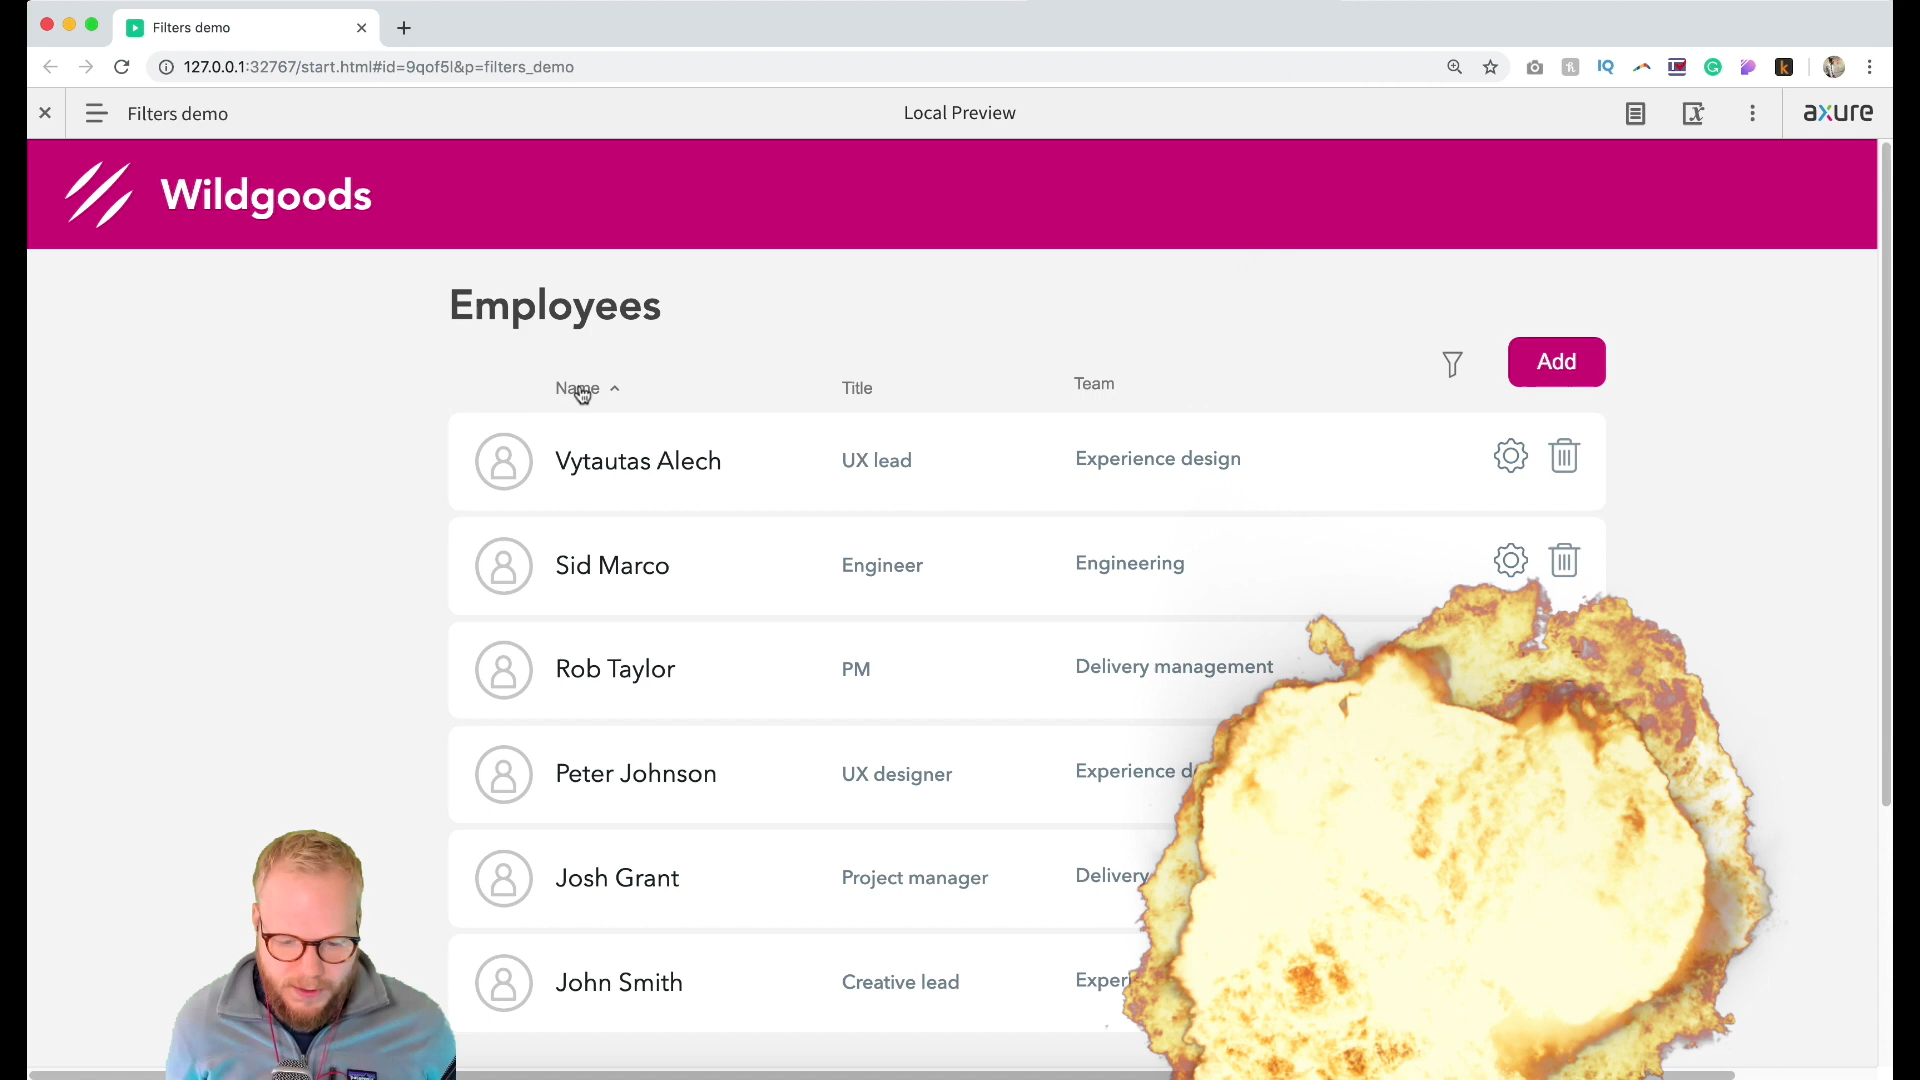 Filters demo
127.0.0.1:32767/start.html#id=9qof5l&p=filters_demo
Filters demo
Local Preview
axure
Wildgoods
Employees
Add
Name
Title
Team
Vytautas Alech
UX lead
Experience design
Sid Marco
Engineer
Engineering
Rob Taylor
PM
Delivery management
Peter Johnson
UX designer
Experience
Josh Grant
Project manager
Delivery
John Smith
Creative lead